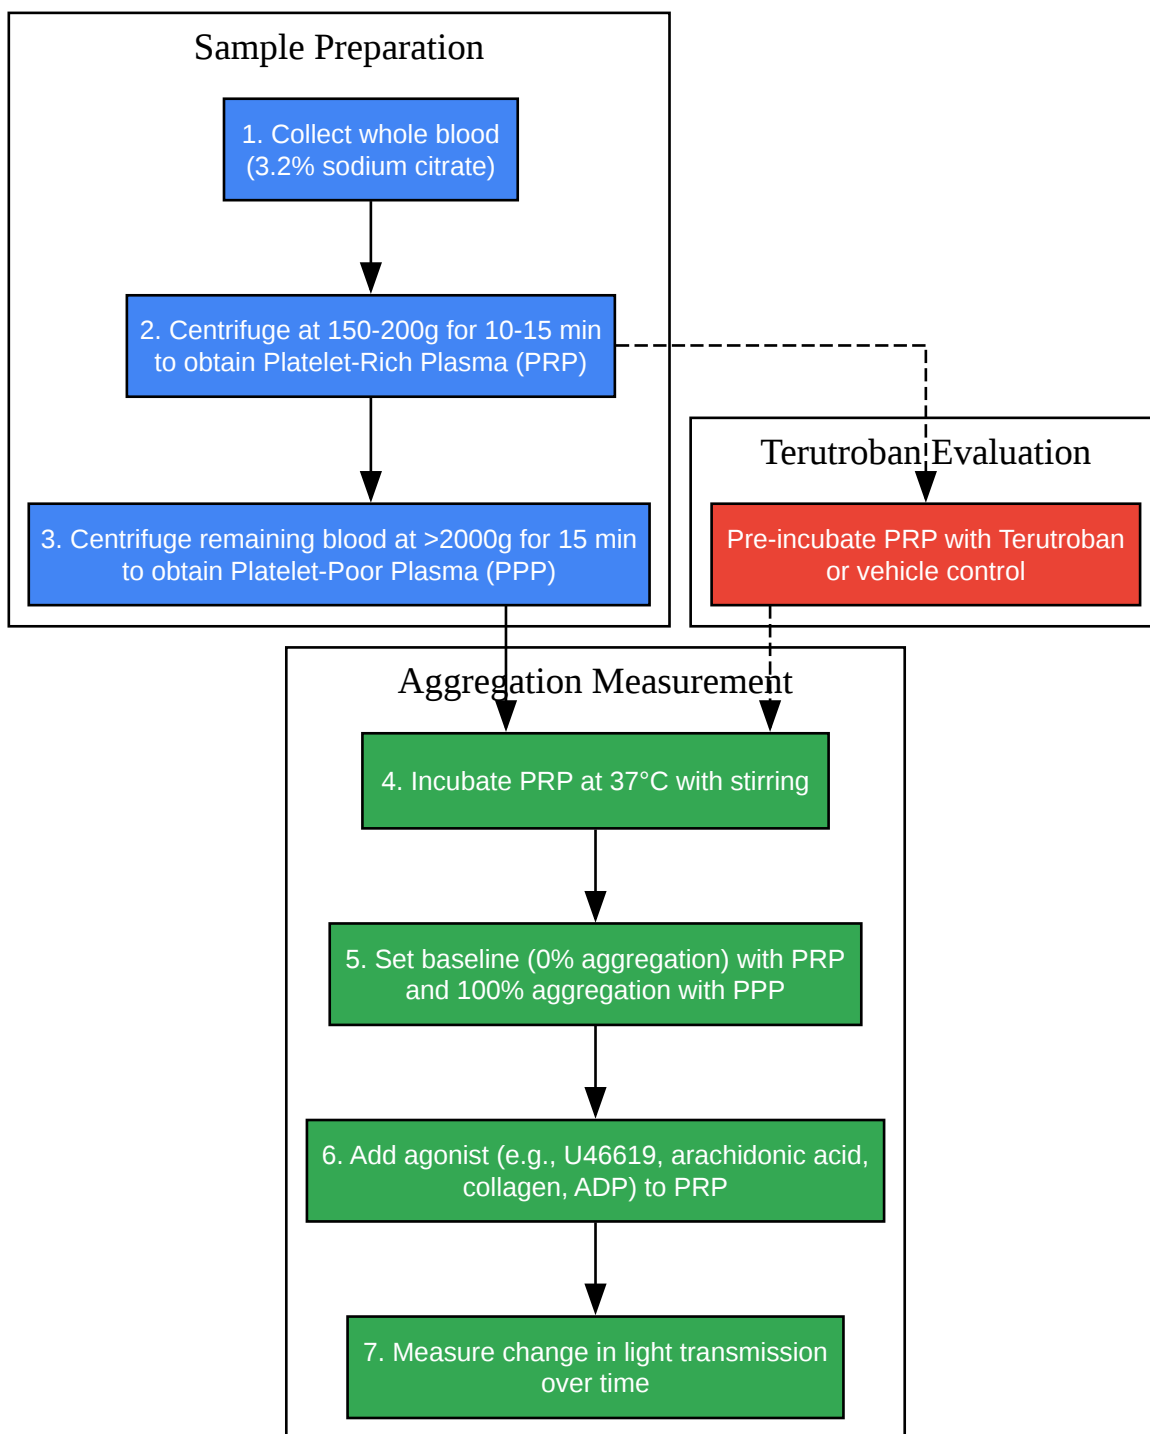 Sample Preparation
1. Collect whole blood
(3.2% sodium citrate)
2. Centrifuge at 150-200g for 10-15 min
to obtain Platelet-Rich Plasma (PRP)
Terutroban Evaluation
3. Centrifuge remaining blood at >2000g for 15 min
to obtain Platelet-Poor Plasma (PPP)
Pre-incubate PRP with Terutroban
or vehicle control
Aggregation Measurement
4. Incubate PRP at 37°C with stirring
5. Set baseline (0% aggregation) with PRP
and 100% aggregation with PPP
6. Add agonist (e.g., U46619, arachidonic acid,
collagen, ADP) to PRP
7. Measure change in light transmission
over time